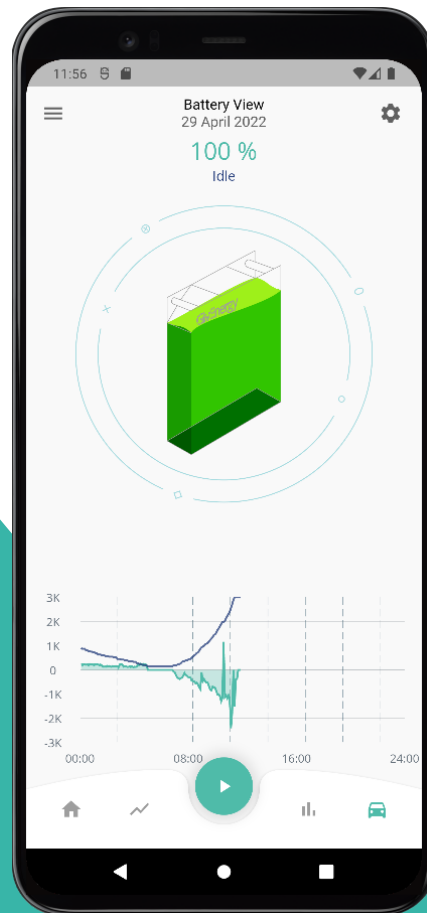 11:56
Battery View
29 April 2022
100 %
Idle
GivEnergy
3K
2K
1K
0
-1K
-2K
-3K
00:00 08:00 16:00 24:00